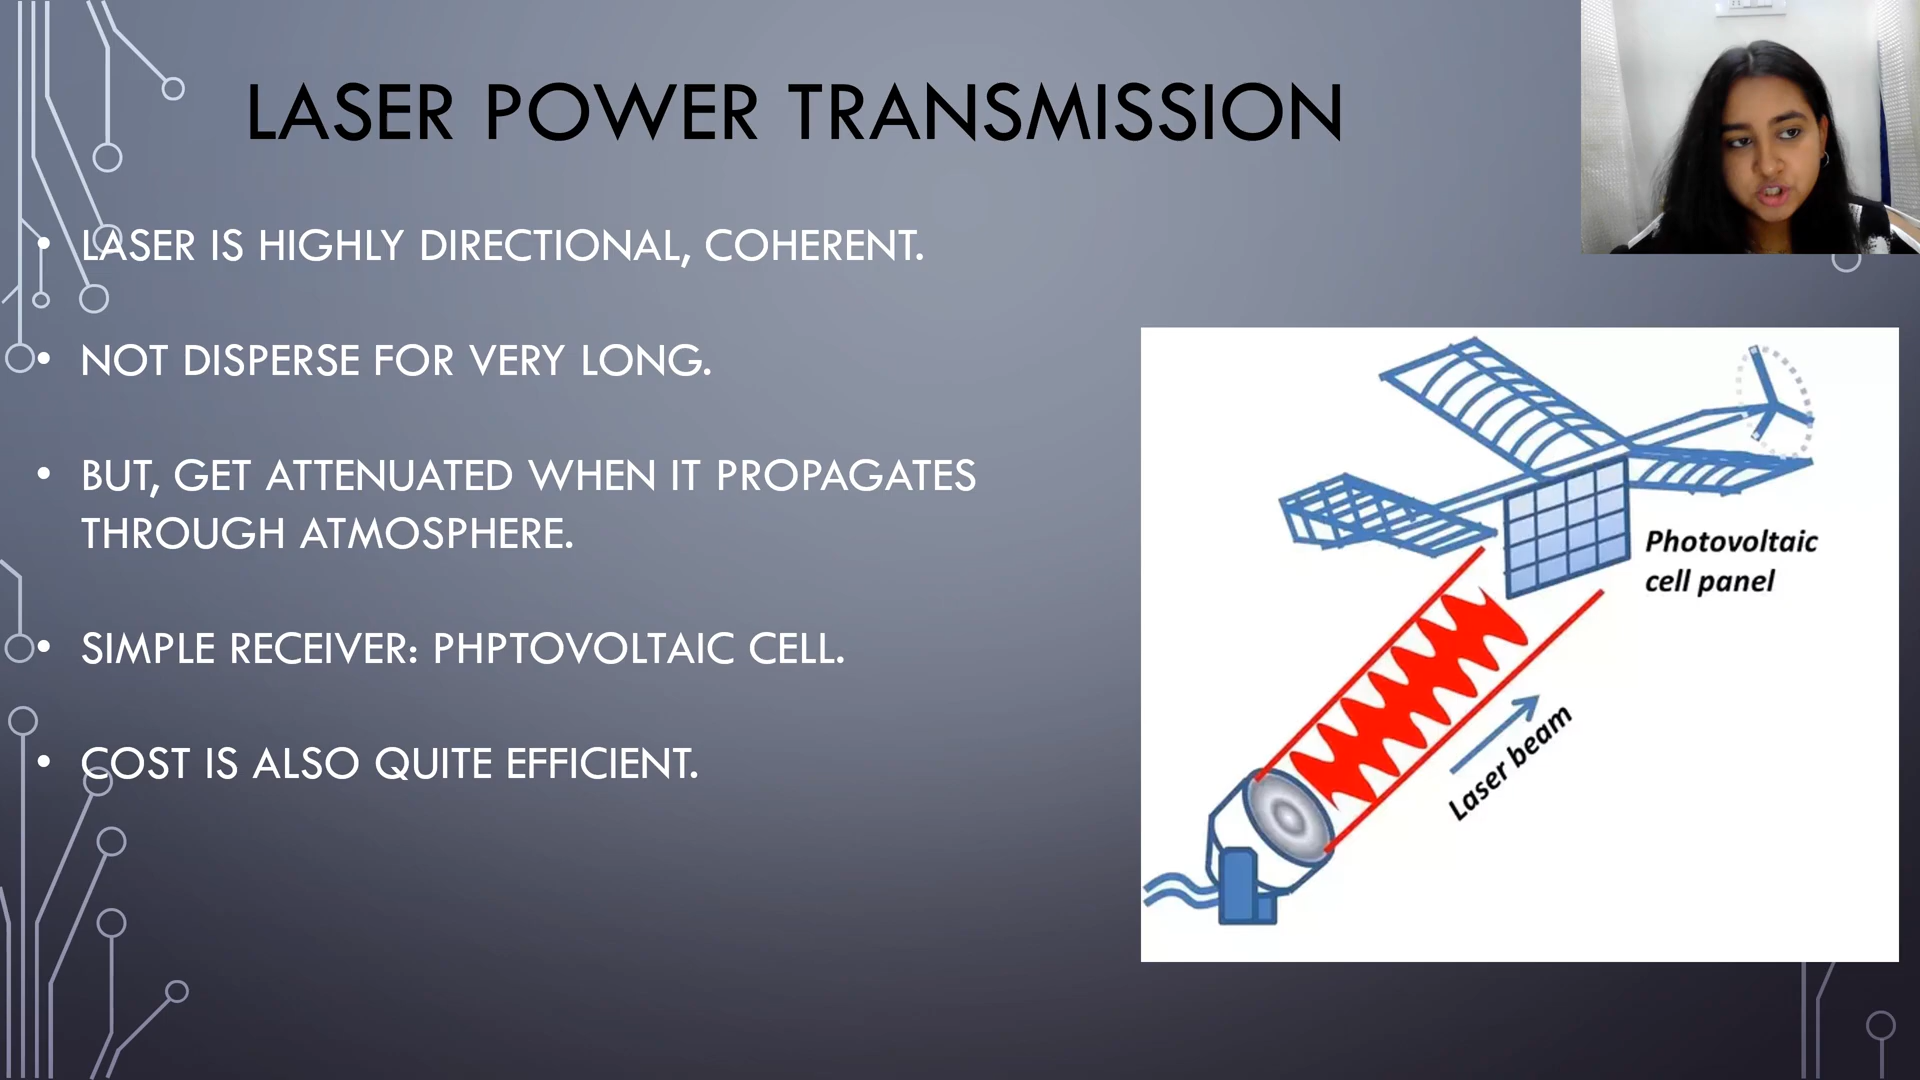 LASER POWER TRANSMISSION
• LASER IS HIGHLY DIRECTIONAL, COHERENT.
• NOT DISPERSE FOR VERY LONG.
• BUT, GET ATTENUATED WHEN IT PROPAGATES
THROUGH ATMOSPHERE.
• SIMPLE RECEIVER: PHPTOVOLTAIC CELL.
• COST IS ALSO QUITE EFFICIENT.
Photovoltaic
cell panel
Laser beam